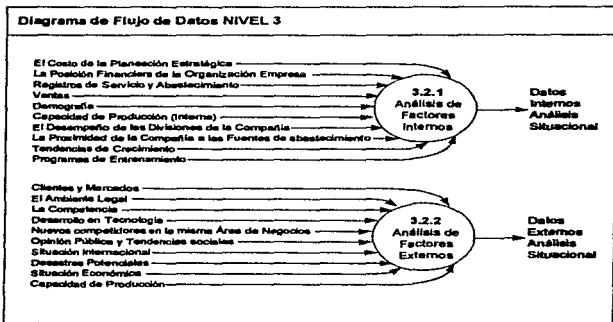 Diagrama de Flujo de Datos NIVEL 3
El Costo de la Planeación Estratégica
La Posición Financiera de la Organización Empresa
Registros de Servicio y Abastecimiento
Ventas
Demografía
Capacidad de Producción (Interna)
El Desempeño de las Divisiones de la Compañía
La Proximidad de la Compañía a las Fuentes de abastecimiento
Tendencias de Crecimiento
Programas de Entrenamiento
3.2.1
Análisis de
Factores
Internos
Datos
Internos
Análisis
Situacional
Clientes y Mercados
El Ambiente Legal
La Competencia
Desarrollo en Tecnología
Nuevos competidores en la misma Área de Negocios
Opinión Pública y Tendencias sociales
Situación Internacional
Desastres Potenciales
Situación Económica
Capacidad de Producción
3.2.2
Análisis de
Factores
Externos
Datos
Externos
Análisis
Situacional